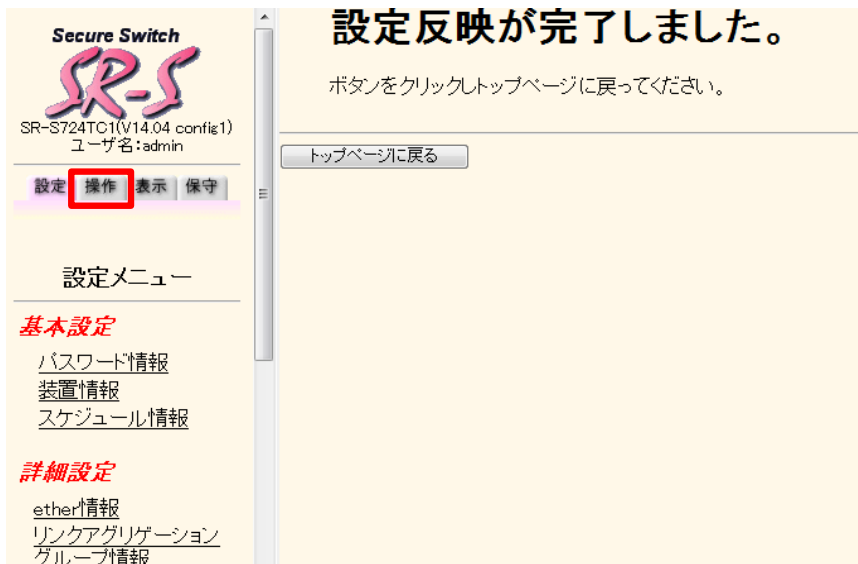 Secure Switch
SR-S
SR-S724TC1(V14.04 config1)
ユーザ名:admin
設定 操作 表示 保守
設定メニュー
基本設定
パスワード情報
装置情報
スケジュール情報
詳細設定
ether情報
リンクアグリゲーション
グループ情報
設定反映が完了しました。
ボタンをクリックしトップページに戻ってください。
トップページに戻る